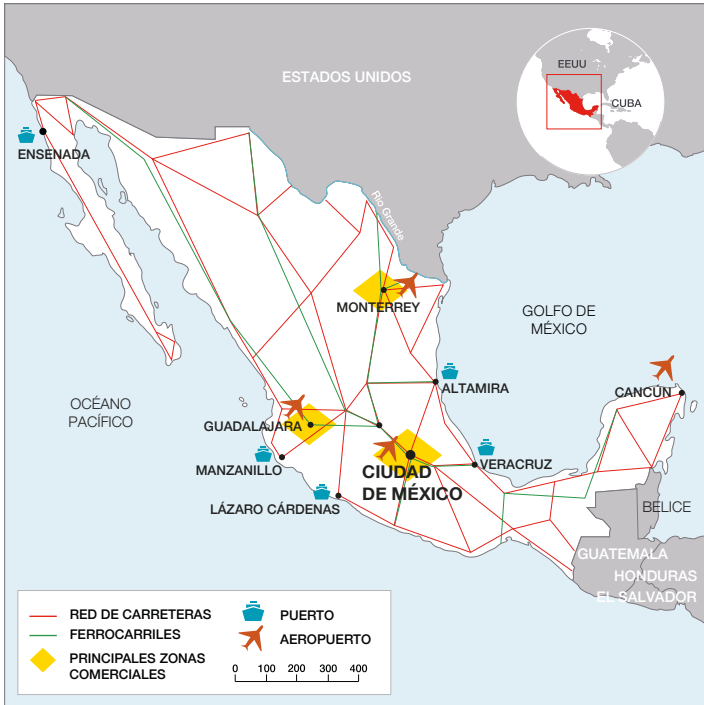 ESTADOS UNIDOS
EEUU
CUBA
ENSENADA
Rio Grande
MONTERREY
GOLFO DE
MÉXICO
ALTAMIRA
CANCÚN
OCÉANO
PACÍFICO
GUADALAJARA
MANZANILLO
CIUDAD
DE MÉXICO
VERACRUZ
LÁZARO CÁRDENAS
BELICE
GUATEMALA
HONDURAS
EL SALVADOR
RED DE CARRETERAS
FERROCARRILES
PRINCIPALES ZONAS
COMERCIALES
PUERTO
AEROPUERTO
0 100 200 300 400